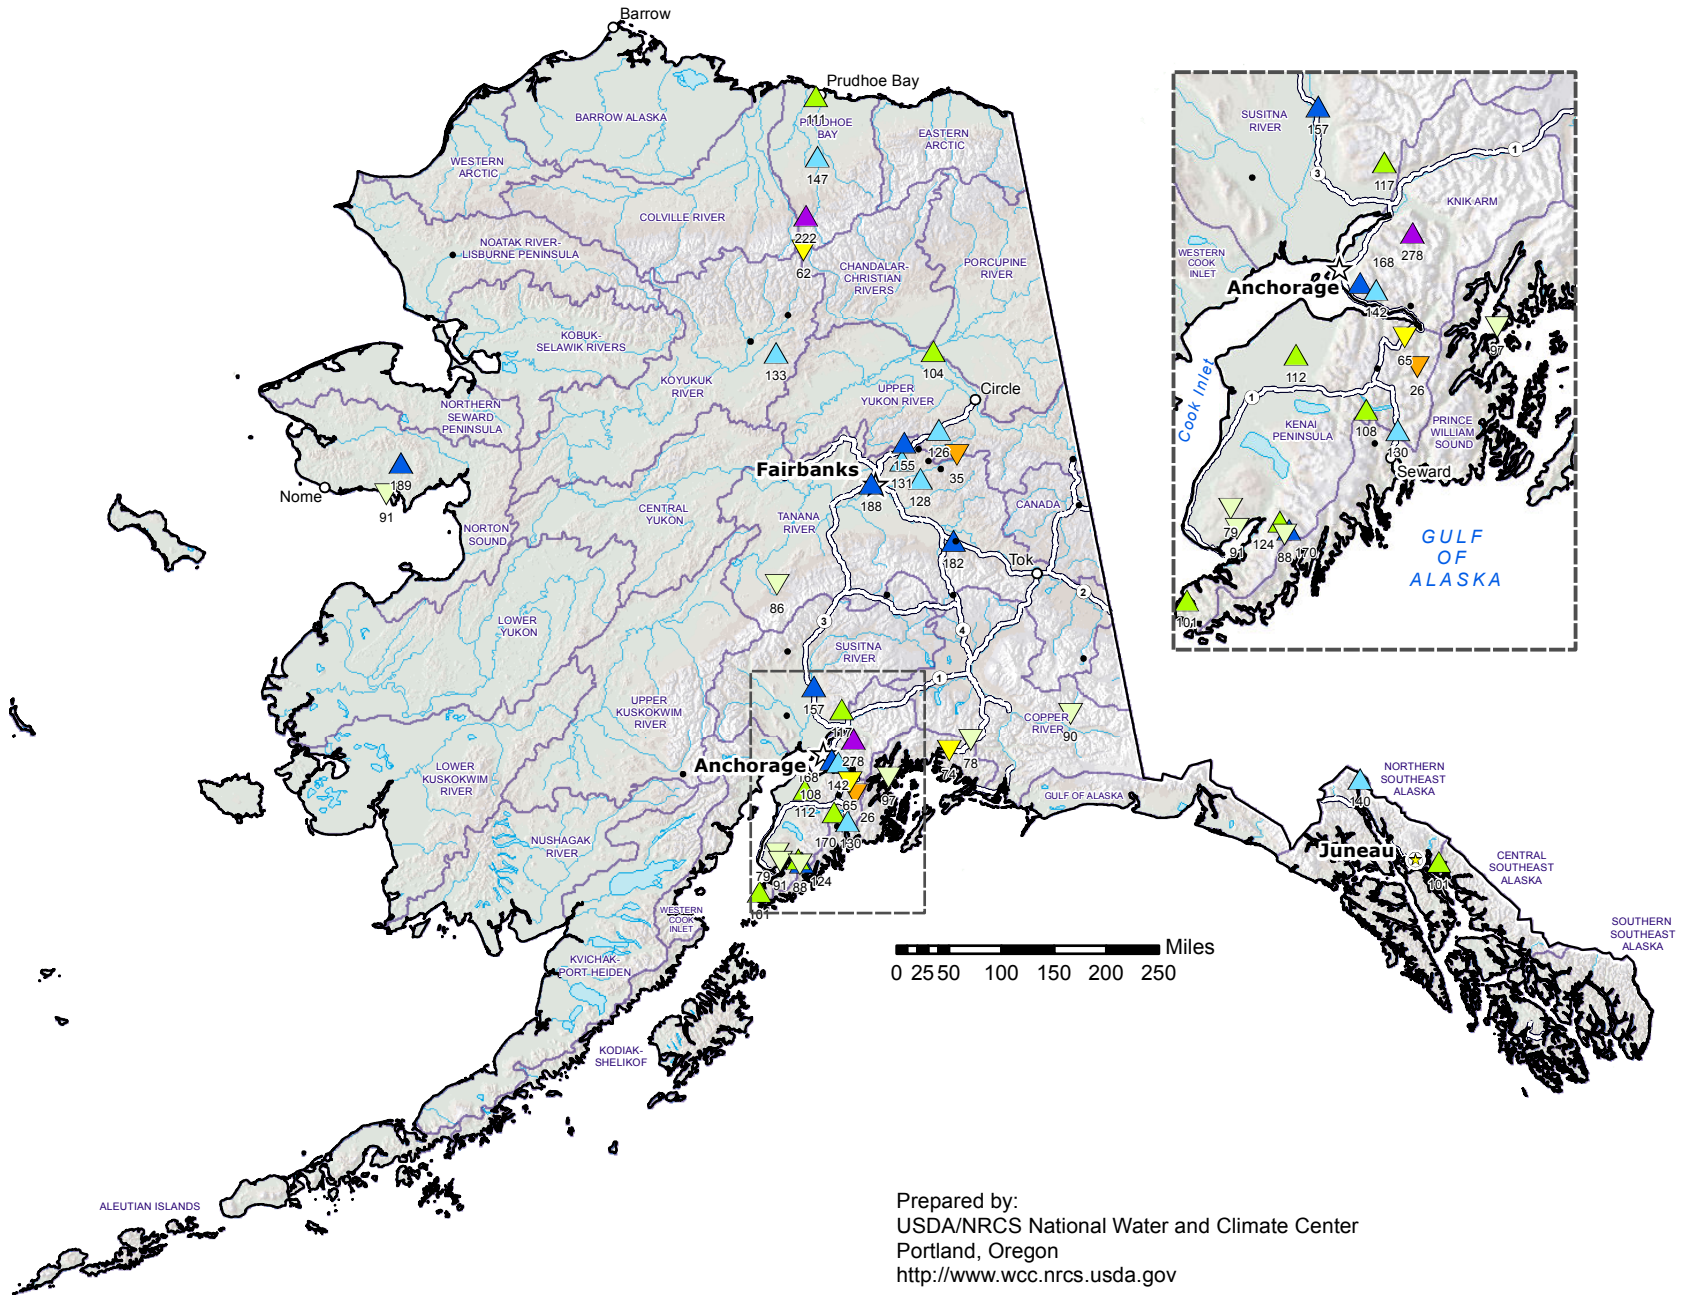 Barrow
Prudhoe Bay
111
PRUDHOE
BAY
BARROW ALASKA
EASTERN
ARCTIC
WESTERN
ARCTIC
147
COLVILLE RIVER
222
NOATAK RIVER-
LISBURNE PENINSULA
62
CHANDALAR-
CHRISTIAN
RIVERS
PORCUPINE
RIVER
KOBUK-
SELAWIK RIVERS
133
104
KOYUKUK
RIVER
UPPER
YUKON RIVER
Circle
NORTHERN
SEWARD
PENINSULA
126
155
35
Fairbanks
131
128
188
189
Nome
91
CENTRAL
YUKON
TANANA
RIVER
CANADA
NORTON
SOUND
182
Tok
86
2
LOWER
YUKON
3
4
SUSITNA
RIVER
1
157
UPPER
KUSKOKWIM
RIVER
117
COPPER
RIVER
90
278
74
78
Anchorage
168
142
108
65
97
112
26
LOWER
KUSKOKWIM
RIVER
GULF OF ALASKA
170
130
NUSHAGAK
RIVER
79
91
88
124
101
WESTERN
COOK
INLET
KVICHAK-
PORT HEIDEN
KODIAK-
SHELIKOF
ALEUTIAN ISLANDS
Miles
0 25 50 100 150 200 250
NORTHERN
SOUTHEAST
ALASKA
140
Juneau
101
CENTRAL
SOUTHEAST
ALASKA
SOUTHERN
SOUTHEAST
ALASKA
SUSITNA
RIVER
157
1
3
117
KNIK ARM
WESTERN
COOK
INLET
168
278
Anchorage
142
97
65
26
112
Cook Inlet
1
KENAI
PENINSULA
108
PRINCE
WILLIAM
SOUND
130
Seward
79
91
124
88
170
GULF
OF
ALASKA
101
Prepared by:
USDA/NRCS National Water and Climate Center
Portland, Oregon
http://www.wcc.nrcs.usda.gov